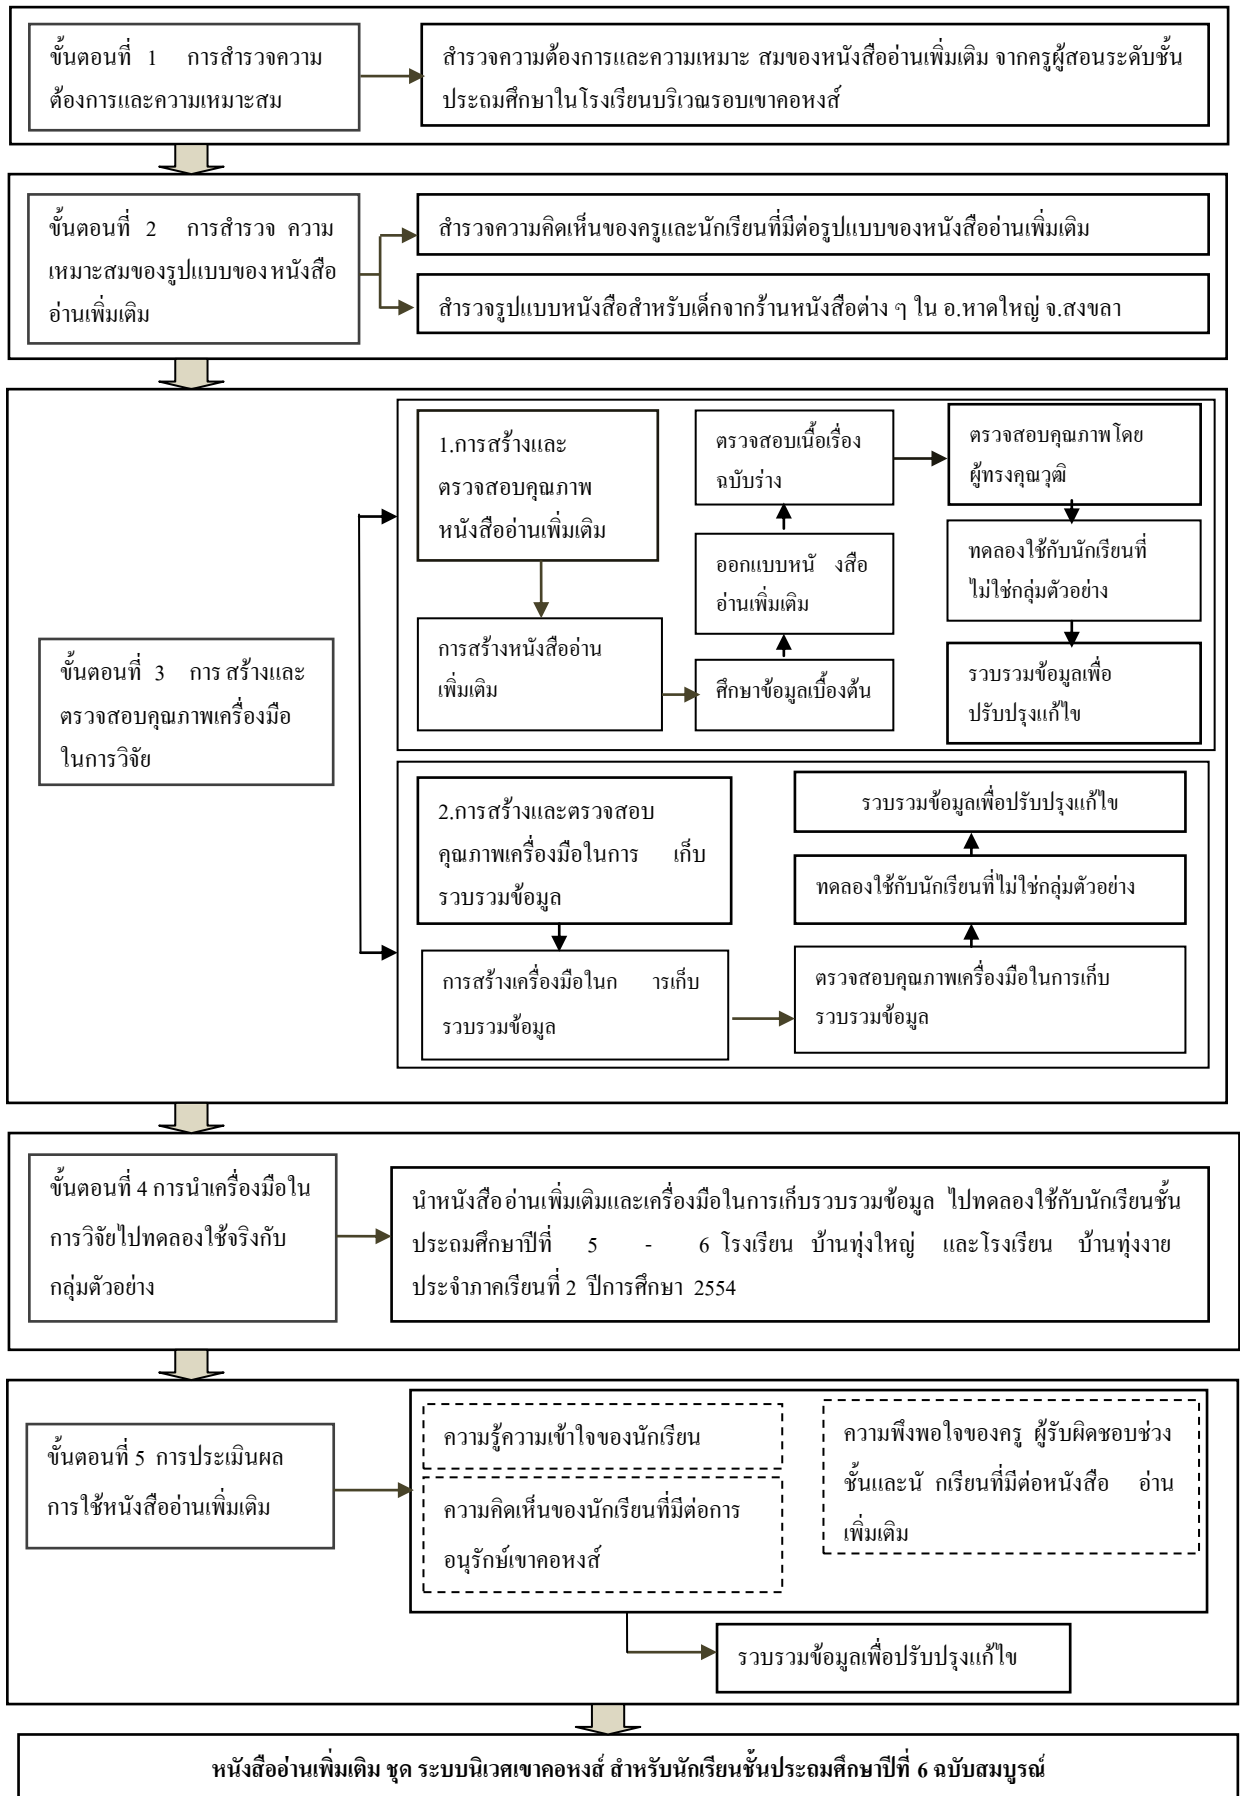 ขั้นตอนที่ 1 การสำรวจความ
ต้องการและความเหมาะสม
สำรวจความต้องการและความเหมาะ สมของหนังสืออ่านเพิ่มเติม จากครูผู้สอนระดับชั้น
ประถมศึกษาในโรงเรียนบริเวณรอบเขาคอหงส์
ขั้นตอนที่ 2 การสำรวจ ความ
เหมาะสมของรูปแบบของ หนังสือ
อ่านเพิ่มเติม
สำรวจความคิดเห็นของครูและนักเรียนที่มีต่อรูปแบบของหนังสืออ่านเพิ่มเติม
สำรวจรูปแบบหนังสือสำหรับเด็กจากร้านหนังสือต่าง ๆ ใน อ.หาดใหญ่ จ.สงขลา
ขั้นตอนที่ 3 การ สร้างและ
ตรวจสอบคุณภาพเครื่องมือ
ในการวิจัย
1.การสร้างและ
ตรวจสอบคุณภาพ
หนังสืออ่านเพิ่มเติม
การสร้างหนังสืออ่าน
เพิ่มเติม
ศึกษาข้อมูลเบื้องต้น
ออกแบบหนั งสือ
อ่านเพิ่มเติม
ตรวจสอบเนื้อเรื่อง
ฉบับร่าง
ตรวจสอบคุณภาพโดย
ผู้ทรงคุณวุฒิ
ทดลองใช้กับนักเรียนที่
ไม่ใช่กลุ่มตัวอย่าง
รวบรวมข้อมูลเพื่อ
ปรับปรุงแก้ไข
2.การสร้างและตรวจสอบ
คุณภาพเครื่องมือในการ เก็บ
รวบรวมข้อมูล
การสร้างเครื่องมือในก ารเก็บ
รวบรวมข้อมูล
ตรวจสอบคุณภาพเครื่องมือในการเก็บ
รวบรวมข้อมูล
ทดลองใช้กับนักเรียนที่ไม่ใช่กลุ่มตัวอย่าง
รวบรวมข้อมูลเพื่อปรับปรุงแก้ไข
ขั้นตอนที่ 4 การนำเครื่องมือใน
การวิจัยไปทดลองใช้จริงกับ
กลุ่มตัวอย่าง
นำหนังสืออ่านเพิ่มเติมและเครื่องมือในการเก็บรวบรวมข้อมูล ไปทดลองใช้กับนักเรียนชั้น
ประถมศึกษาปีที่ 5 - 6 โรงเรียน บ้านทุ่งใหญ่ และโรงเรียน บ้านทุ่งงาย
ประจำภาคเรียนที่ 2 ปีการศึกษา 2554
ขั้นตอนที่ 5 การประเมินผล
การใช้หนังสืออ่านเพิ่มเติม
ความรู้ความเข้าใจของนักเรียน
ความคิดเห็นของนักเรียนที่มีต่อการ
อนุรักษ์เขาคอหงส์
ความพึงพอใจของครู ผู้รับผิดชอบช่วง
ชั้นและนั กเรียนที่มีต่อหนังสือ อ่าน
เพิ่มเติม
รวบรวมข้อมูลเพื่อปรับปรุงแก้ไข
หนังสืออ่านเพิ่มเติม ชุด ระบบนิเวศเขาคอหงส์ สำหรับนักเรียนชั้นประถมศึกษาปีที่ 6 ฉบับสมบูรณ์